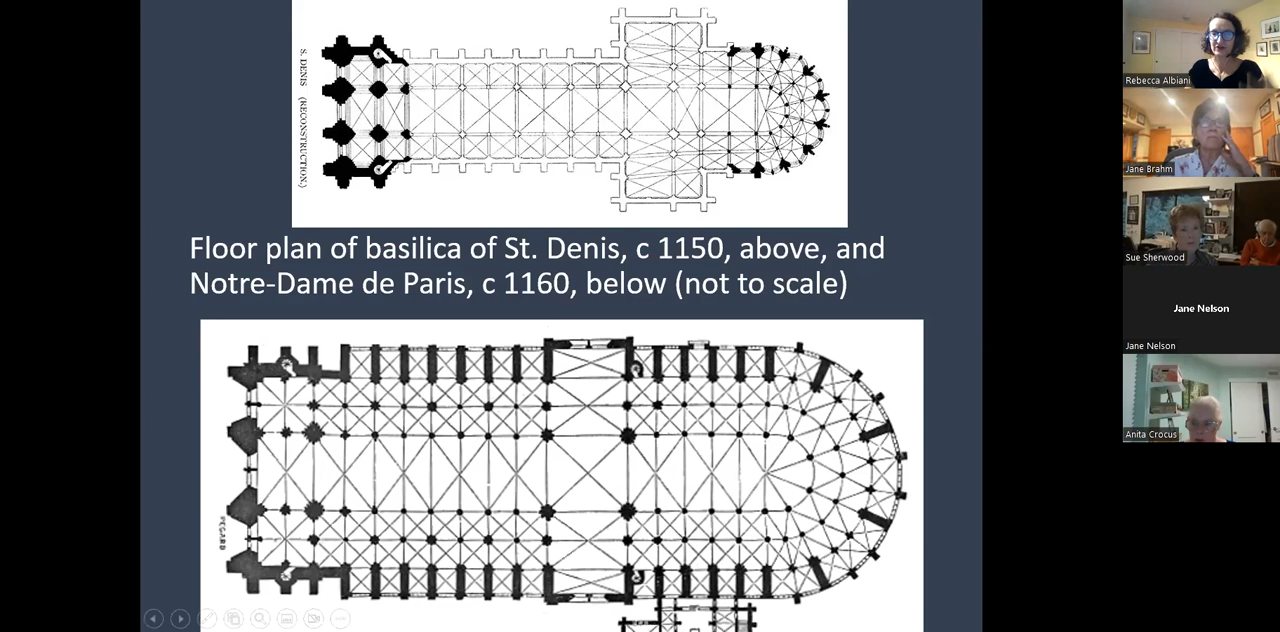 S. DENIS (RECONSTRUCTION.)
Floor plan of basilica of St. Denis, c 1150, above, and
Notre-Dame de Paris, c 1160, below (not to scale)
PEGARD
Rebecca Albiani
Jane Brahm
Sue Sherwood
Jane Nelson
Jane Nelson
Anita Crocus